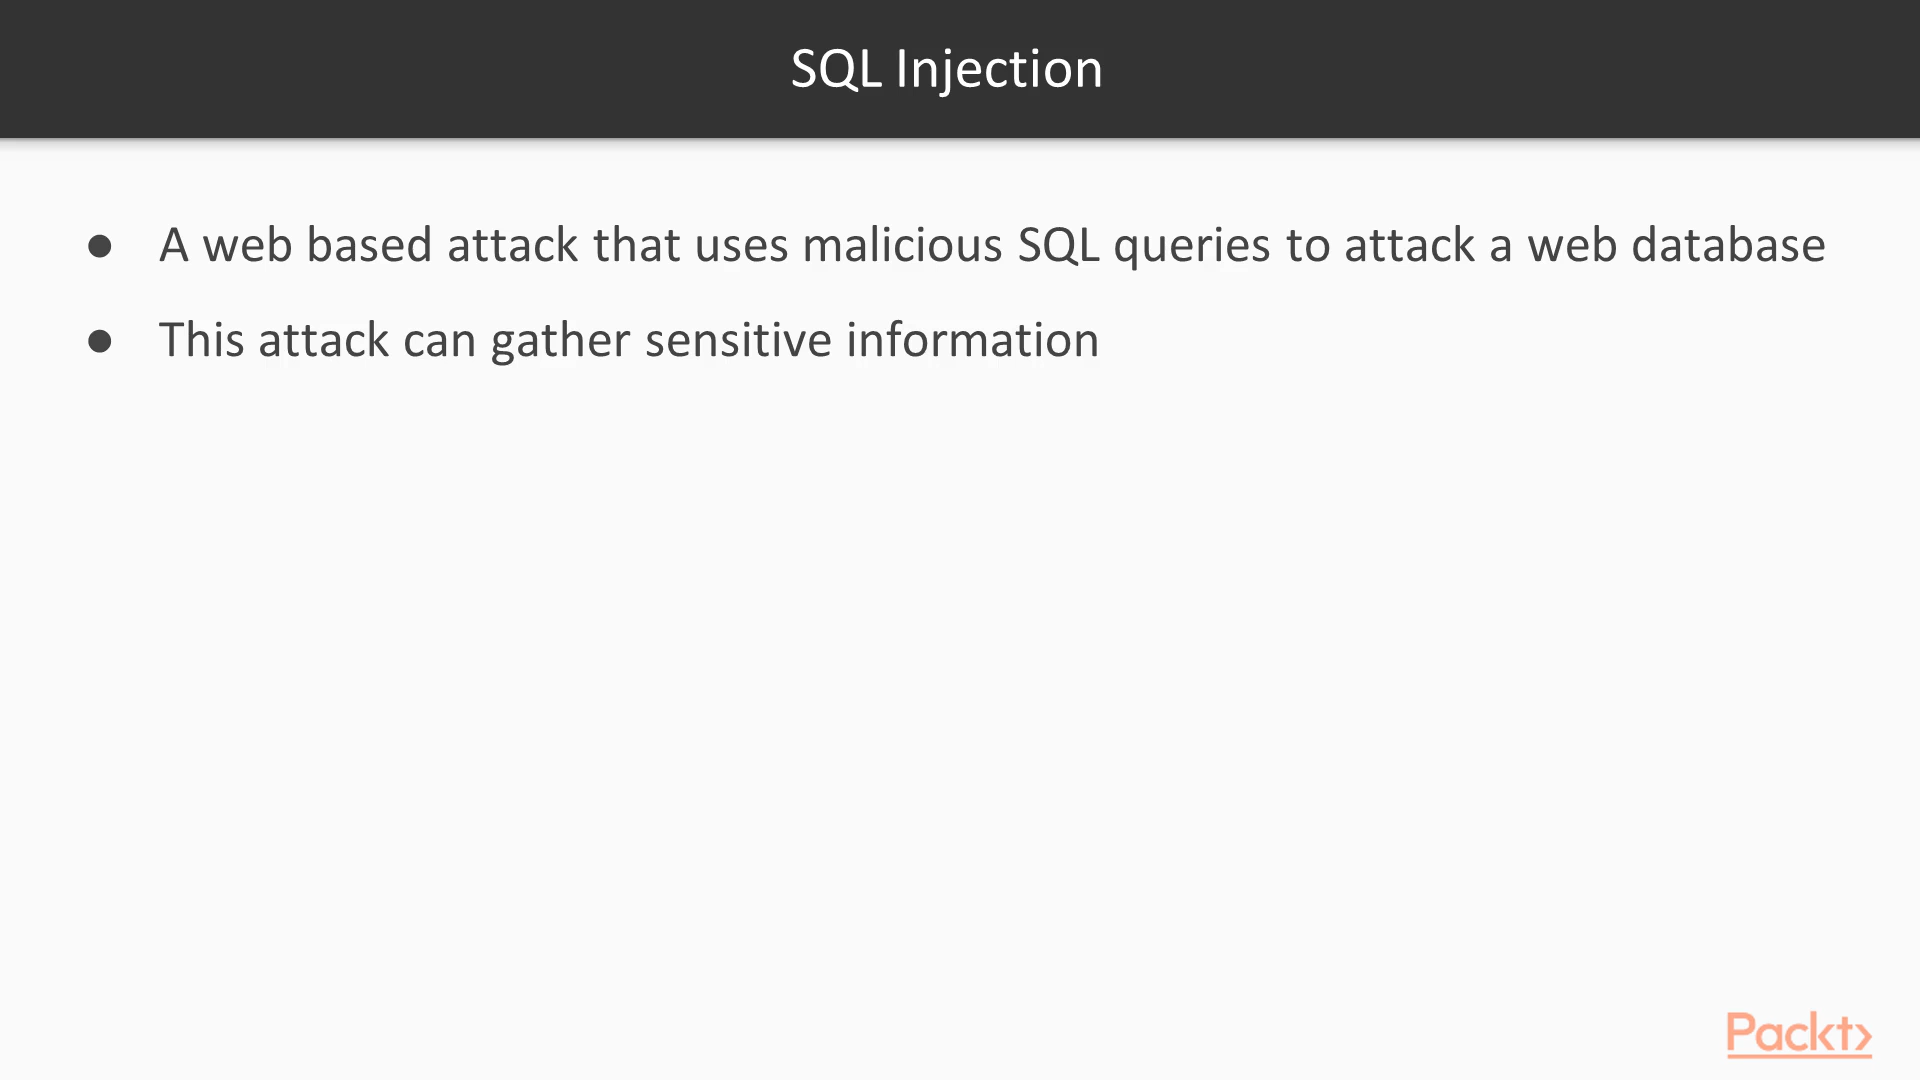 SQL Injection
● A web based attack that uses malicious SQL queries to attack a web database
● This attack can gather sensitive information
Packt>